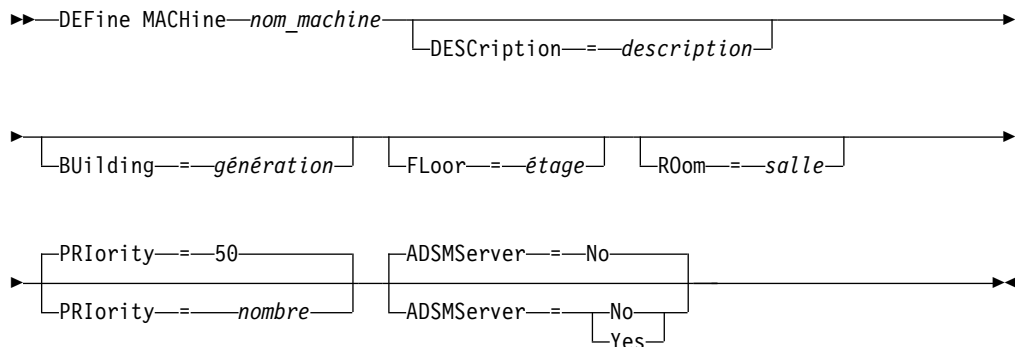 DEFine MACHine nom_machine
DESCription = description
BUilding = génération FLoor = étage ROom = salle
PRIority = 50 ADSMServer = No
PRIority = nombre ADSMServer = No
Yes